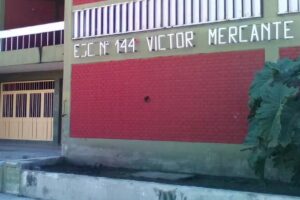 ESC. Nº 144 VICTOR MERCANTE